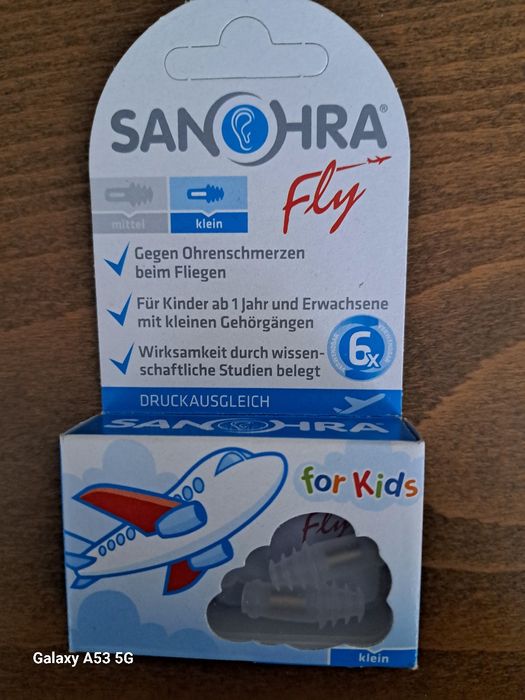 SANOHRA®
Fly
mittel
klein
Gegen Ohrenschmerzen
beim Fliegen
Für Kinder ab 1 Jahr und Erwachsene
mit kleinen Gehörgängen
Wirksamkeit durch wissen-
schaftliche Studien belegt
6x
DRUCKAUSGLEICH
SANOHRA
for Kids
Fly
klein
Galaxy A53 5G